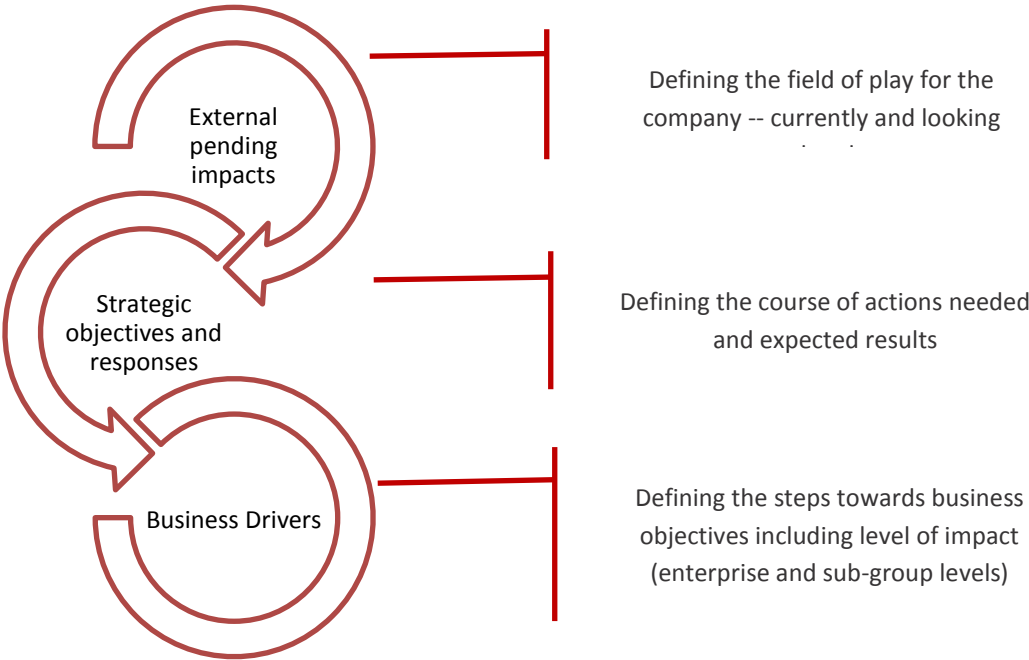 External
pending
impacts
Defining the field of play for the
company -- currently and looking
Strategic
objectives and
responses
Defining the course of actions needed
and expected results
Business Drivers
Defining the steps towards business
objectives including level of impact
(enterprise and sub-group levels)